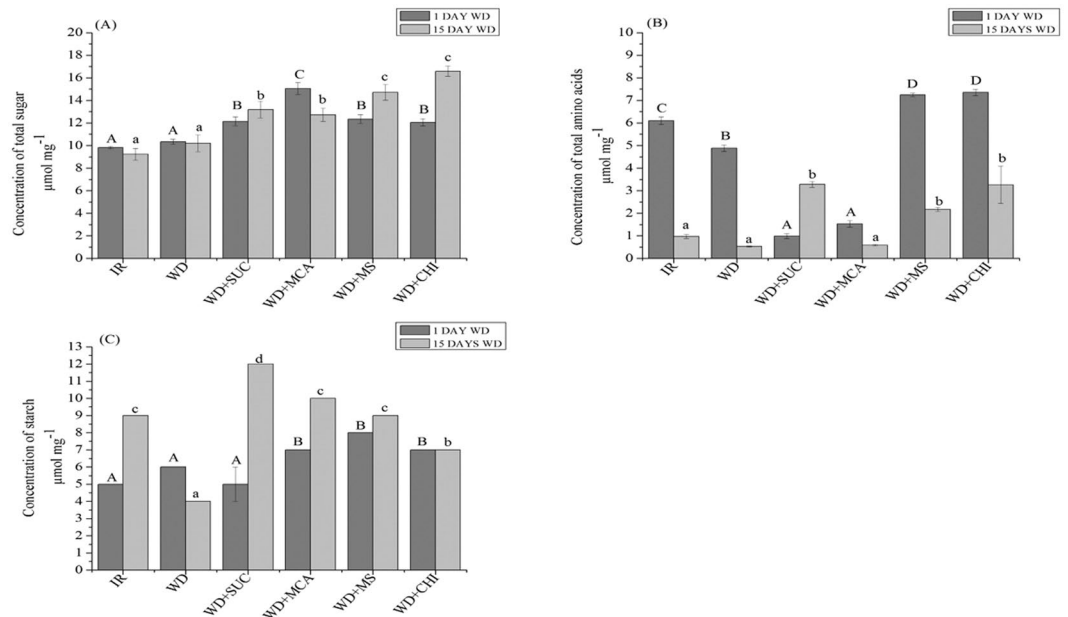 (A)
1 DAY WD
15 DAY WD
Concentration of total sugar
µmol mg-1
20
18
16
14
12
10
8
6
4
2
0
A a A a B b C b B c B c
IR WD WD+SUC WD+MCA WD+MS WD+CHI
(B)
1 DAY WD
15 DAYS WD
Concentration of total amino acids
µmol mg-1
10
9
8
7
6
5
4
3
2
1
0
C a B a A b A a D b D b
IR WD WD+SUC WD+MCA WD+MS WD+CHI
(C)
1 DAY WD
15 DAYS WD
Concentration of starch
µmol mg-1
13
12
11
10
9
8
7
6
5
4
3
2
1
0
A c A a A d B c B c B b
IR WD WD+SUC WD+MCA WD+MS WD+CHI